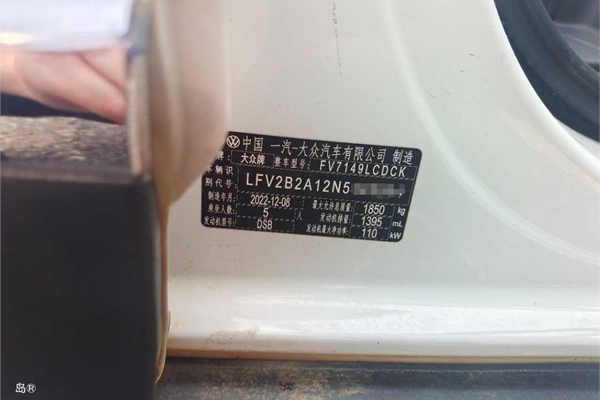 中国 一汽-大众汽车有限公司 制造
品牌 大众牌 整车型号: FV7149LCDCK
车辆识别代号: LFV2B2A12N5
制造年月 2022-12-08 最大允许总质量: 1850 kg
乘坐人数 5 发动机排量: 1395 mL
发动机型号: DSB 发动机最大净功率: 110 kW
岛®